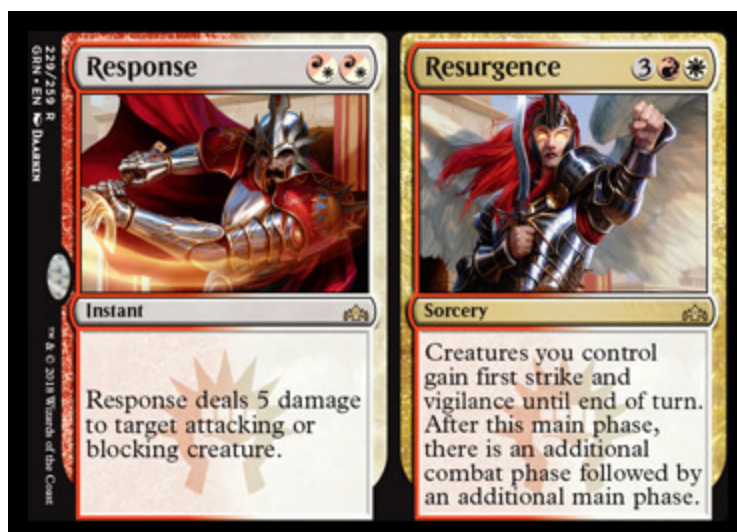 229/259 R
GRN • EN DAARKEN
™ & © 2018 Wizards of the Coast
Response
Instant
Response deals 5 damage
to target attacking or
blocking creature.
Resurgence
3
Sorcery
Creatures you control
gain first strike and
vigilance until end of turn.
After this main phase,
there is an additional
combat phase followed by
an additional main phase.